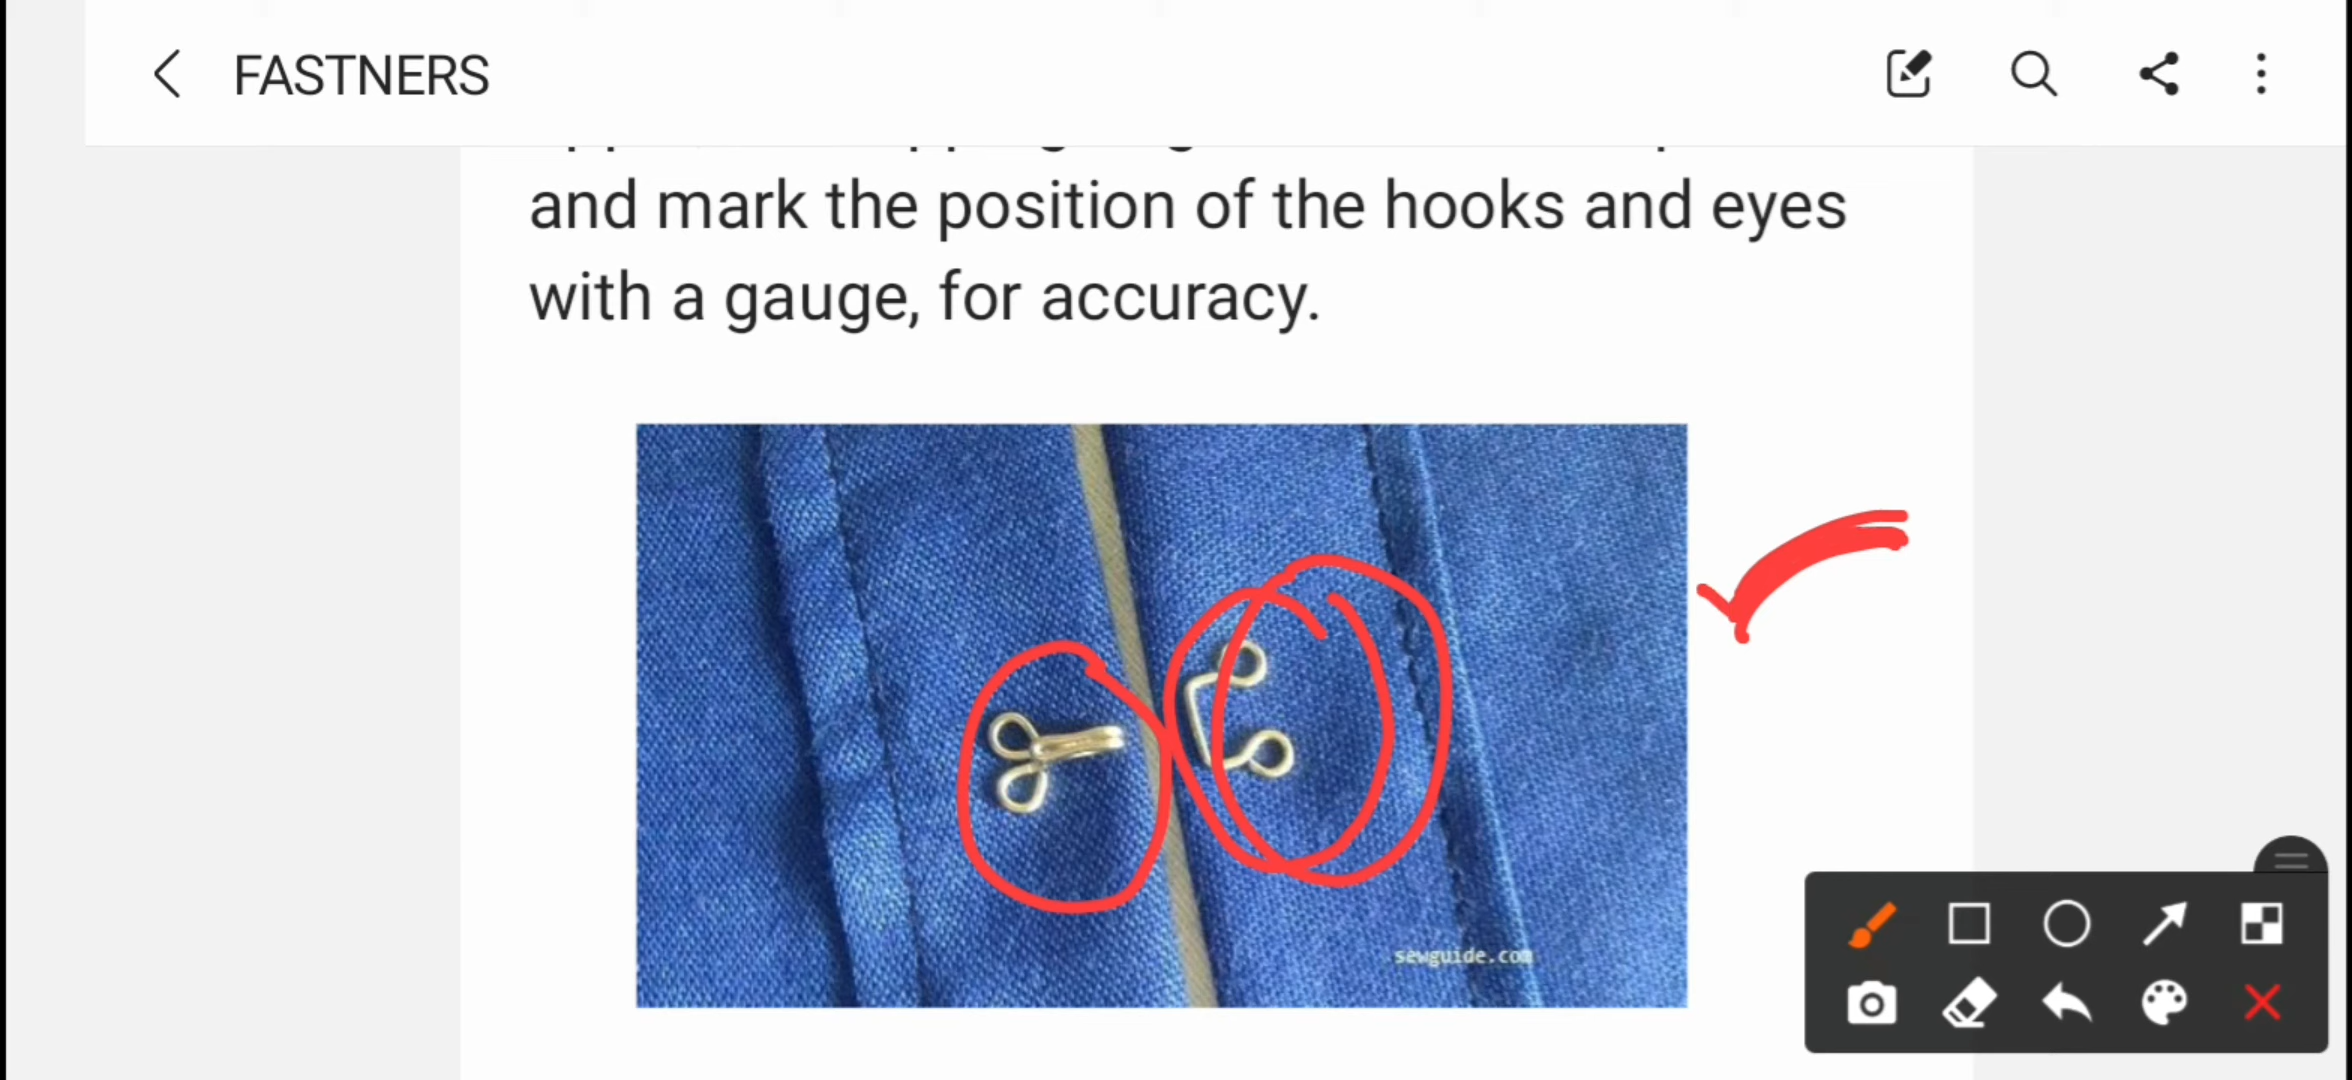 FASTNERS
and mark the position of the hooks and eyes
with a gauge, for accuracy.
sewguide.com